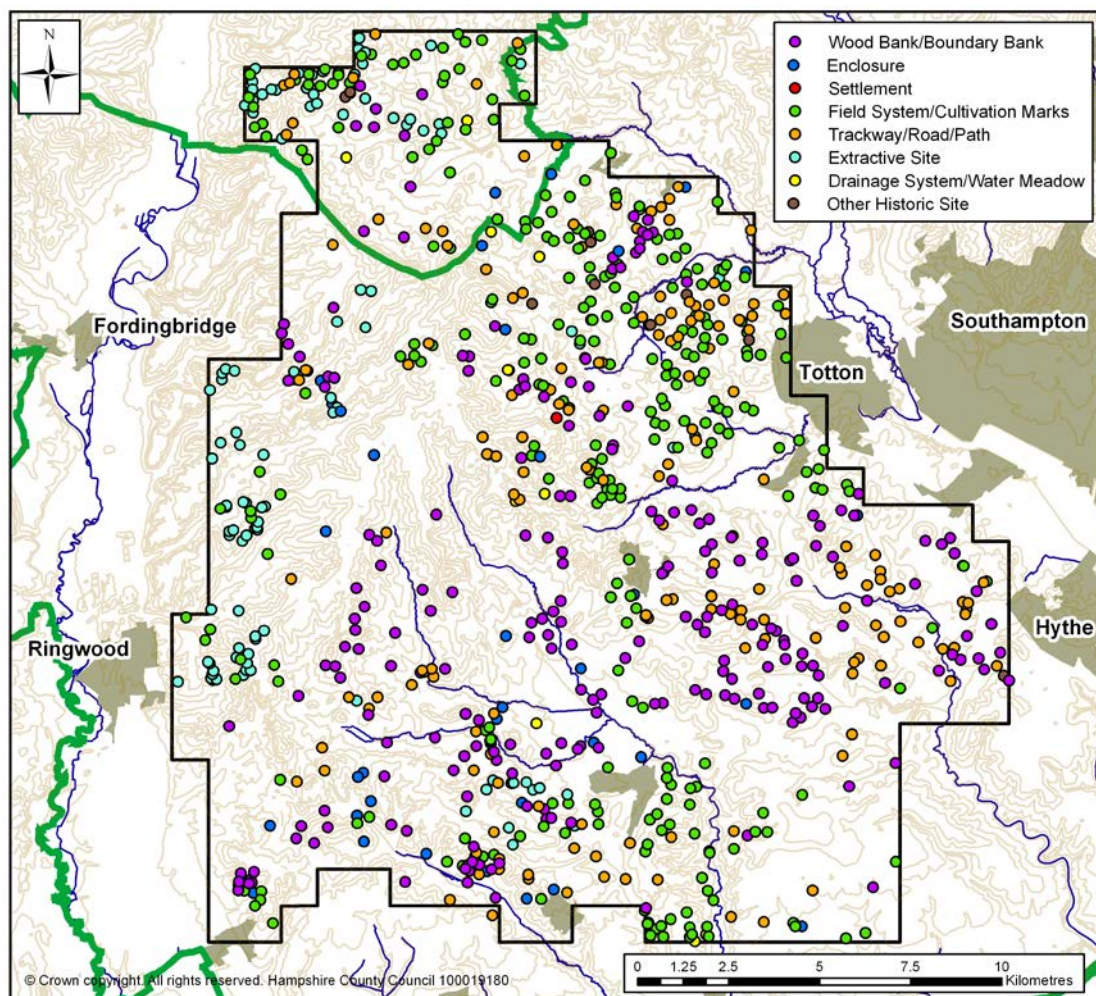 N
Wood Bank/Boundary Bank
Enclosure
Settlement
Field System/Cultivation Marks
Trackway/Road/Path
Extractive Site
Drainage System/Water Meadow
Other Historic Site
Fordingbridge
Southampton
Totton
Ringwood
Hythe
0 1.25 2.5 5 7.5 10
Kilometres
© Crown copyright. All rights reserved. Hampshire County Council 100019180